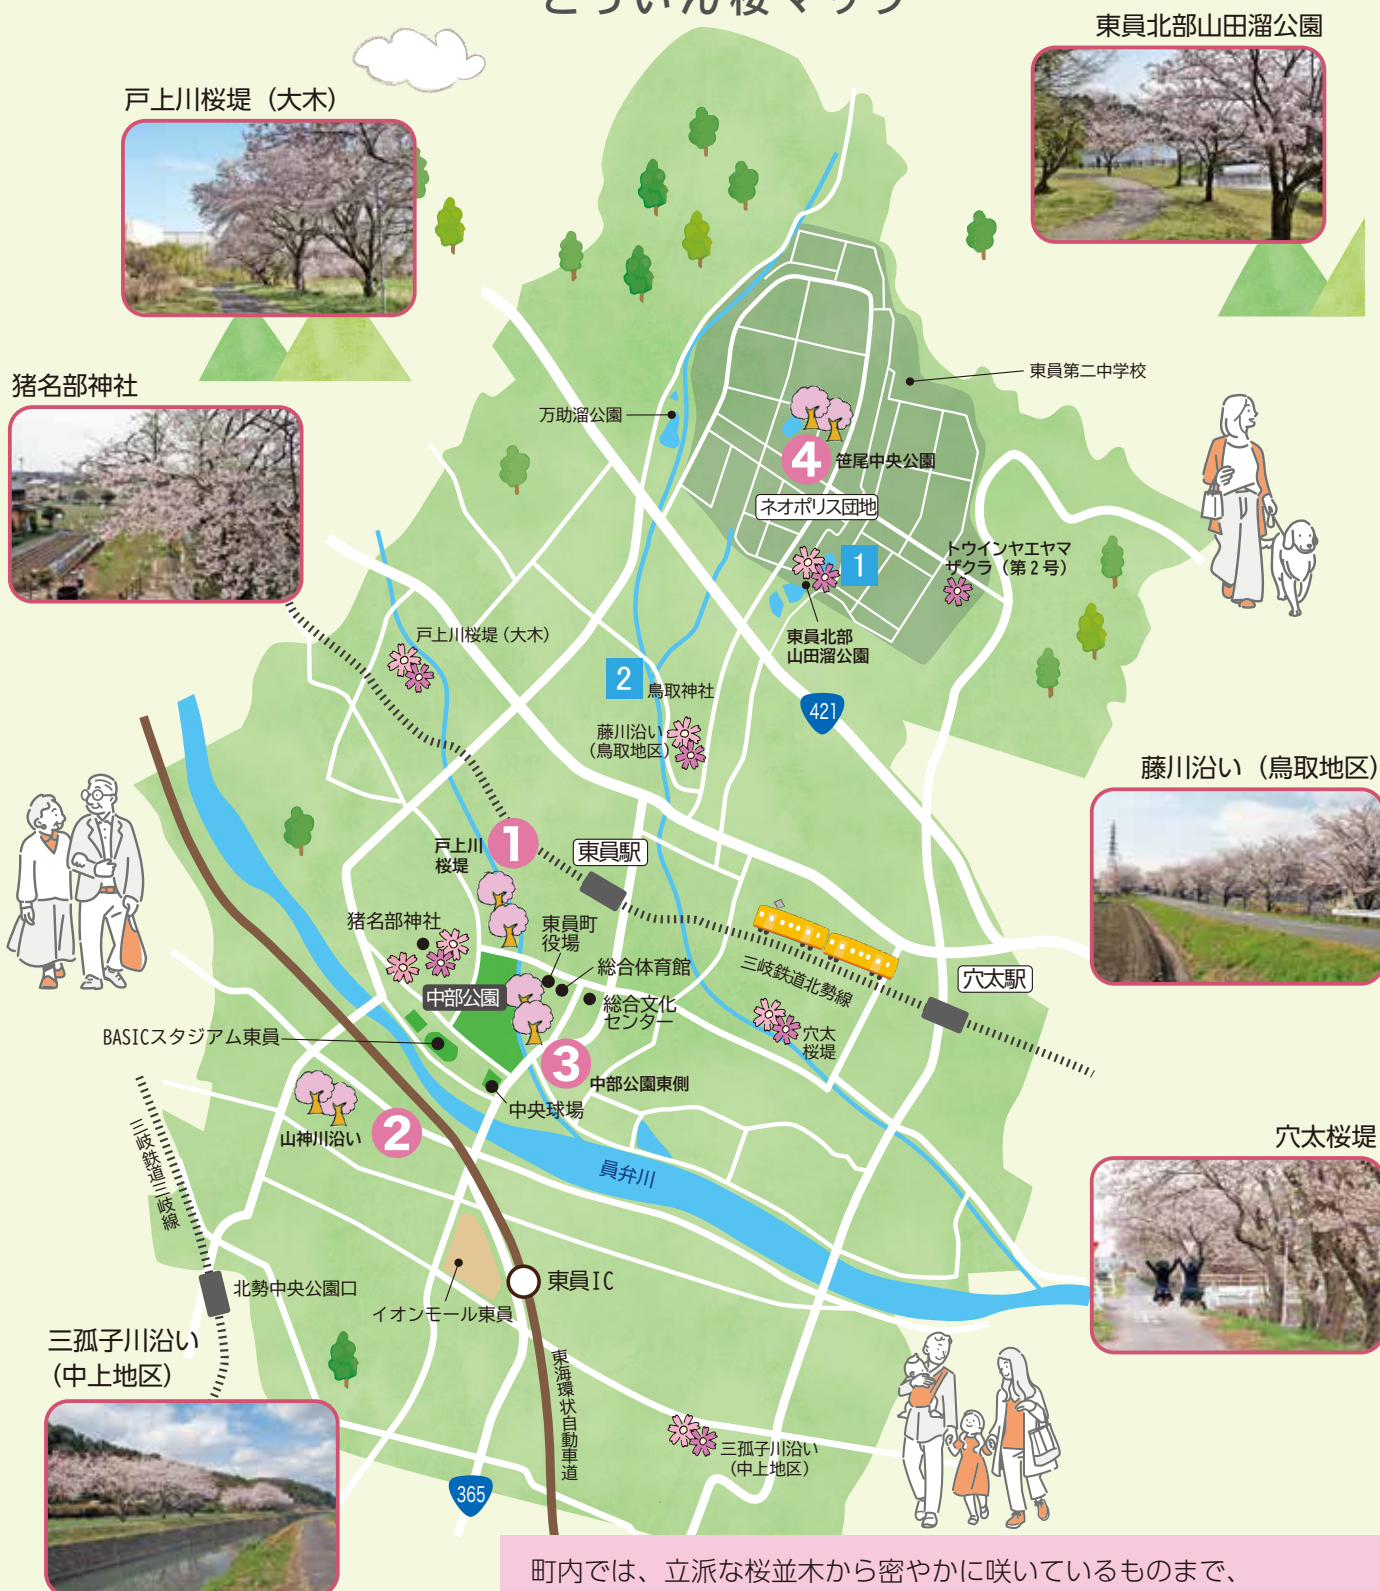 とういん桜マップ
東員北部山田溜公園
戸上川桜堤（大木）
猪名部神社
東員第二中学校
万助溜公園
4
笹尾中央公園
ネオポリス団地
トウインヤエヤマ
ザクラ（第２号）
1
東員北部
山田溜公園
戸上川桜堤（大木）
2
鳥取神社
421
藤川沿い
（鳥取地区）
藤川沿い（鳥取地区）
1
戸上川
桜堤
東員駅
猪名部神社
東員町
役場
総合体育館
中部公園
総合文化
センター
三岐鉄道北勢線
穴太駅
BASICスタジアム東員
穴太
桜堤
3
中部公園東側
中央球場
山神川沿い
2
三岐鉄道三岐線
員弁川
穴太桜堤
北勢中央公園口
東員IC
イオンモール東員
三孤子川沿い
（中上地区）
東海環状自動車道
三孤子川沿い
（中上地区）
365
町内では、立派な桜並木から密やかに咲いているものまで、